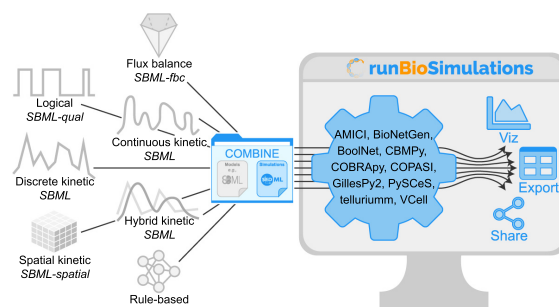 Flux balance
SBML-fbc
Logical
SBML-qual
Continuous kinetic
SBML
Discrete kinetic
SBML
Hybrid kinetic
SBML
Spatial kinetic
SBML-spatial
Rule-based
COMBINE
Models
Simulations
runBioSimulations
AMICI, BioNetGen,
BoolNet, CBMPy,
COBRApy, COPASI,
GillesPy2, PySCeS,
telluriumm, VCell
Viz
Export
Share